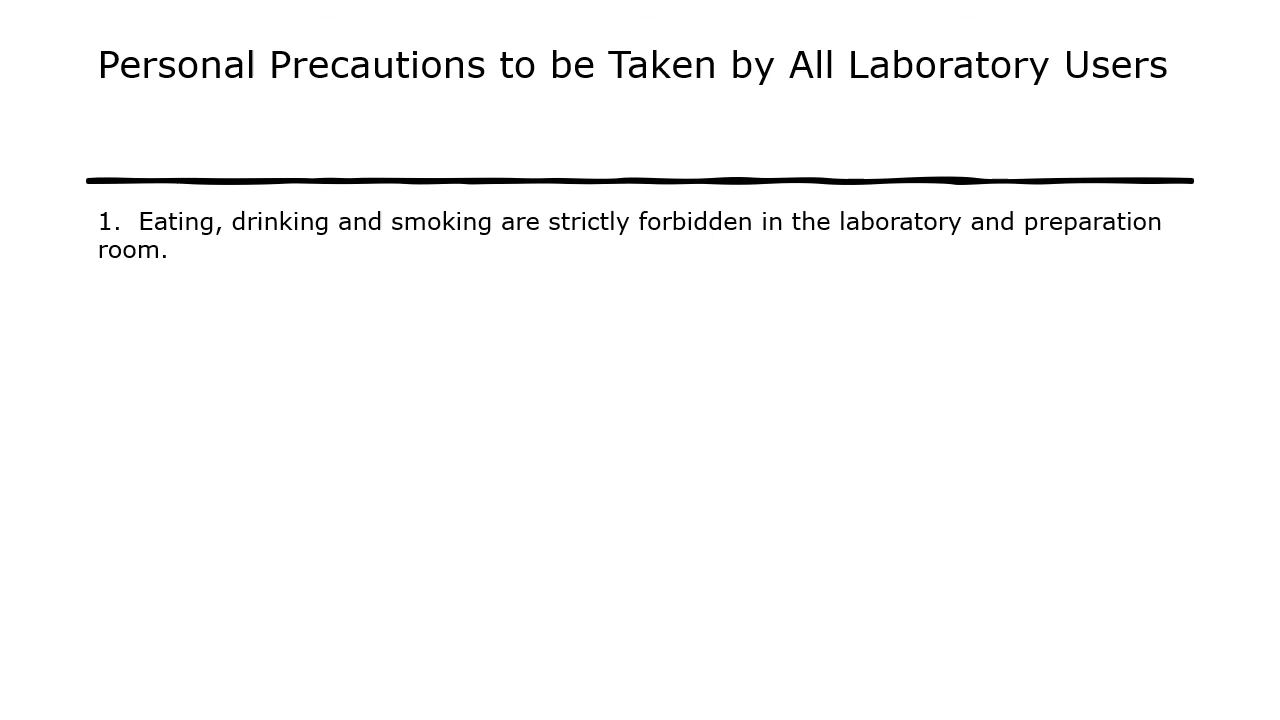 Personal Precautions to be Taken by All Laboratory Users
1. Eating, drinking and smoking are strictly forbidden in the laboratory and preparation
room.